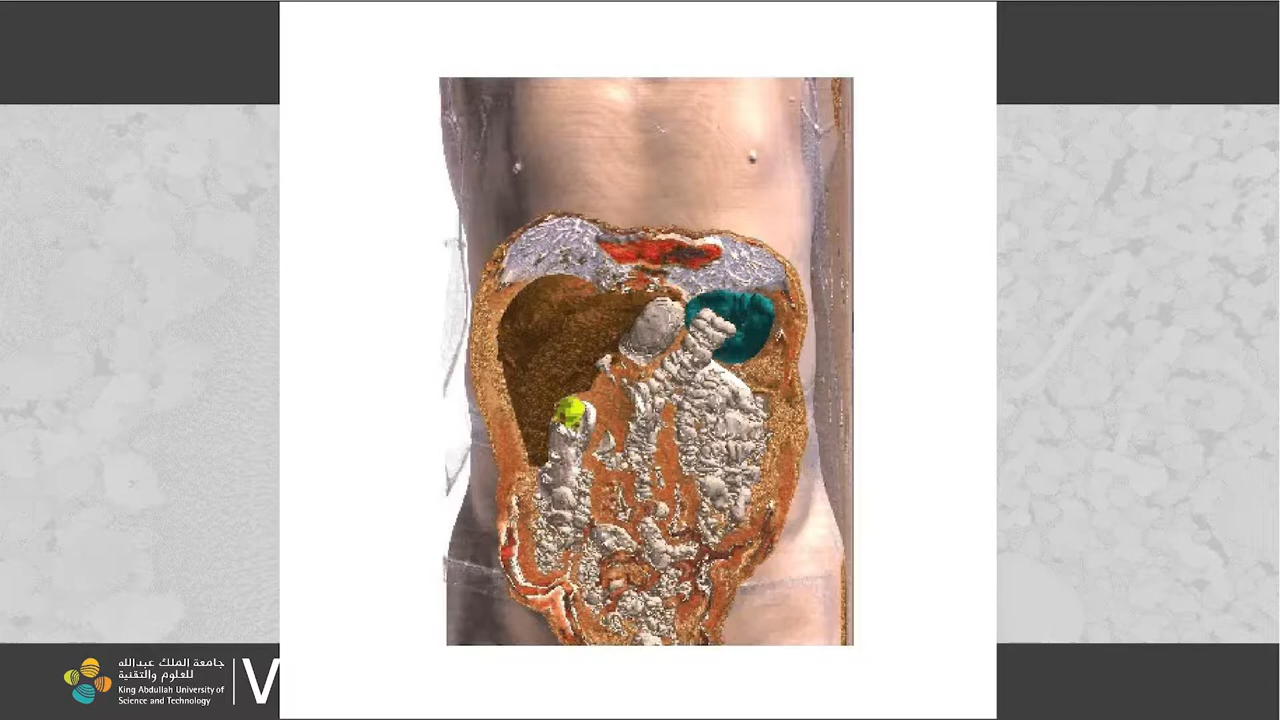 جامعة الملك عبدالله
للعلوم والتقنية
King Abdullah University of
Science and Technology
V